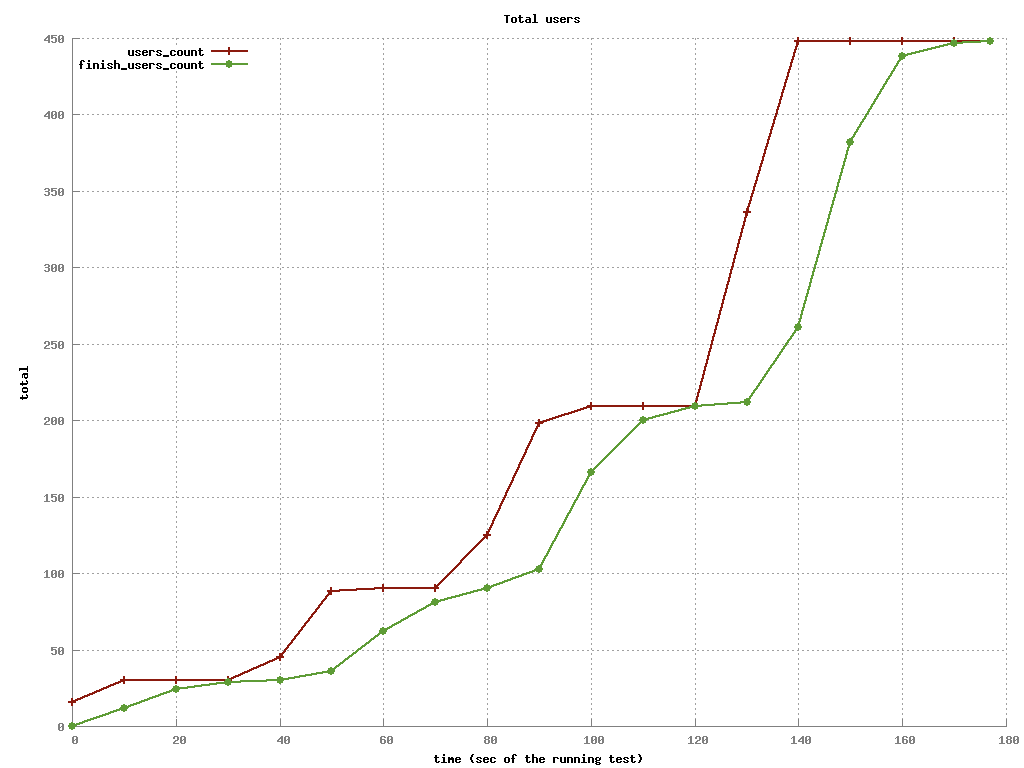 Total users
users_count
finish_users_count
450
400
350
300
250
200
150
100
50
0
total
0 20 40 60 80 100 120 140 160 180
time (sec of the running test)